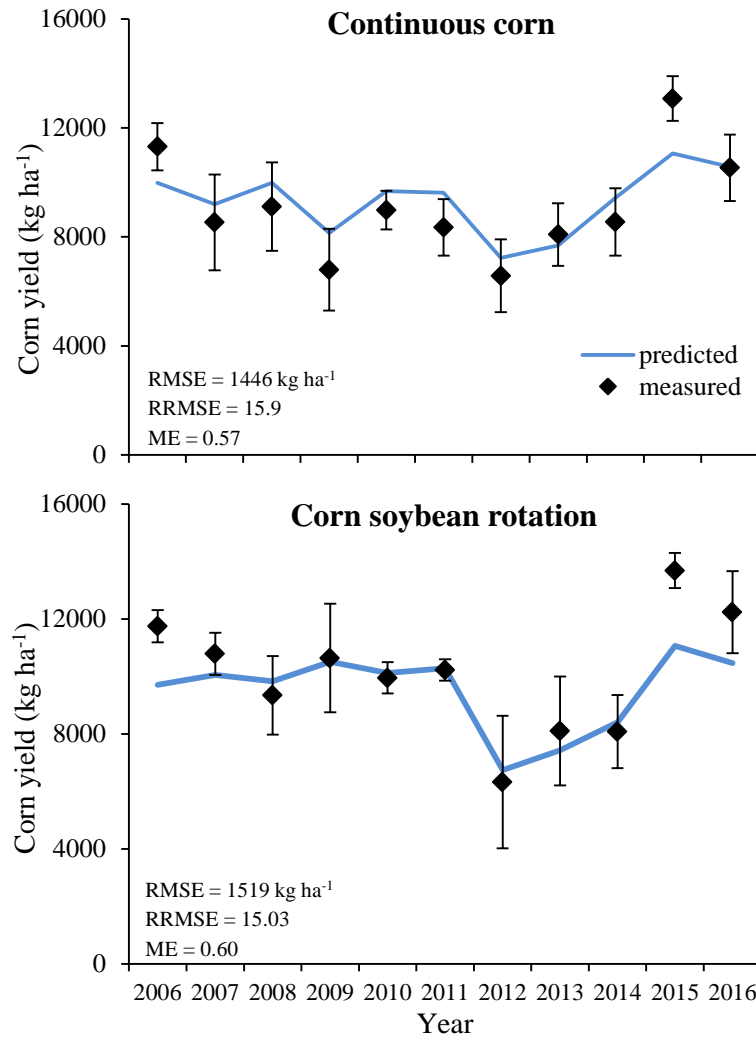 Continuous corn
16000
12000
8000
4000
0
Corn yield (kg ha-1)
predicted
measured
RMSE = 1446 kg ha-1
RRMSE = 15.9
ME = 0.57
Corn soybean rotation
16000
12000
8000
4000
0
Corn yield (kg ha-1)
RMSE = 1519 kg ha-1
RRMSE = 15.03
ME = 0.60
2006 2007 2008 2009 2010 2011 2012 2013 2014 2015 2016
Year